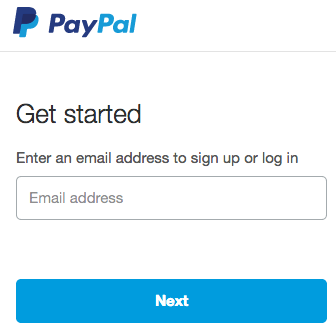 PayPal
Get started
Enter an email address to sign up or log in
Email address
Next